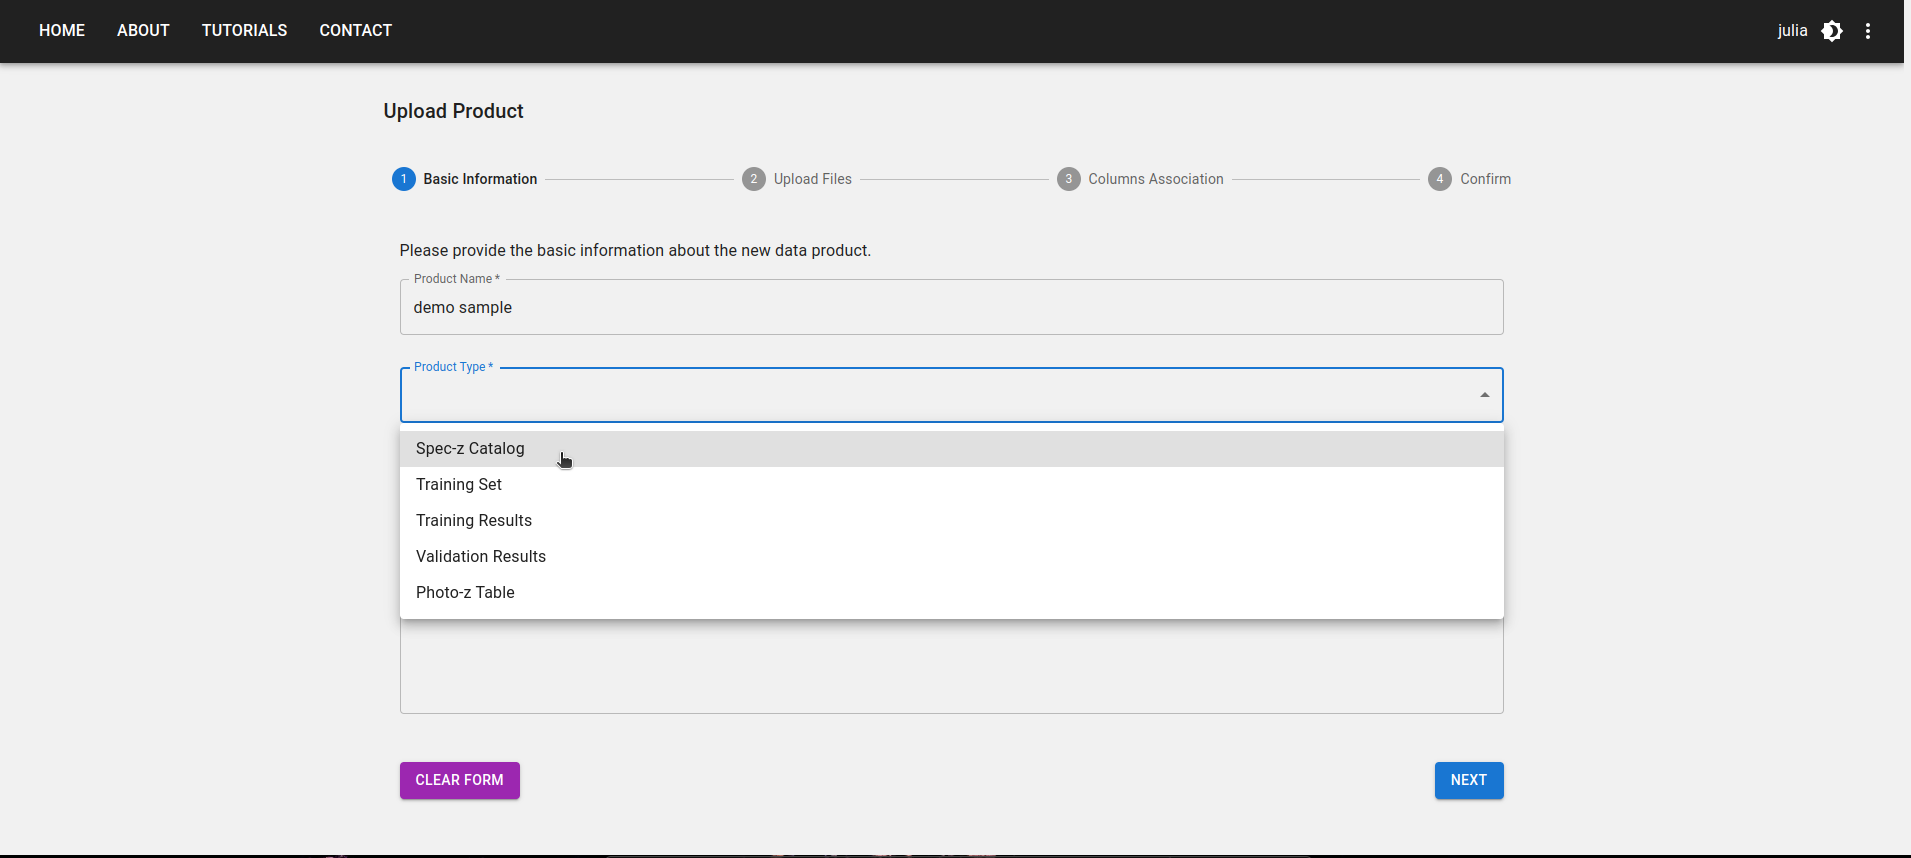 HOME ABOUT TUTORIALS CONTACT julia
Upload Product
1 Basic Information 2 Upload Files 3 Columns Association 4 Confirm
Please provide the basic information about the new data product.
Product Name *
demo sample
Product Type *
Spec-z Catalog
Training Set
Training Results
Validation Results
Photo-z Table
CLEAR FORM NEXT